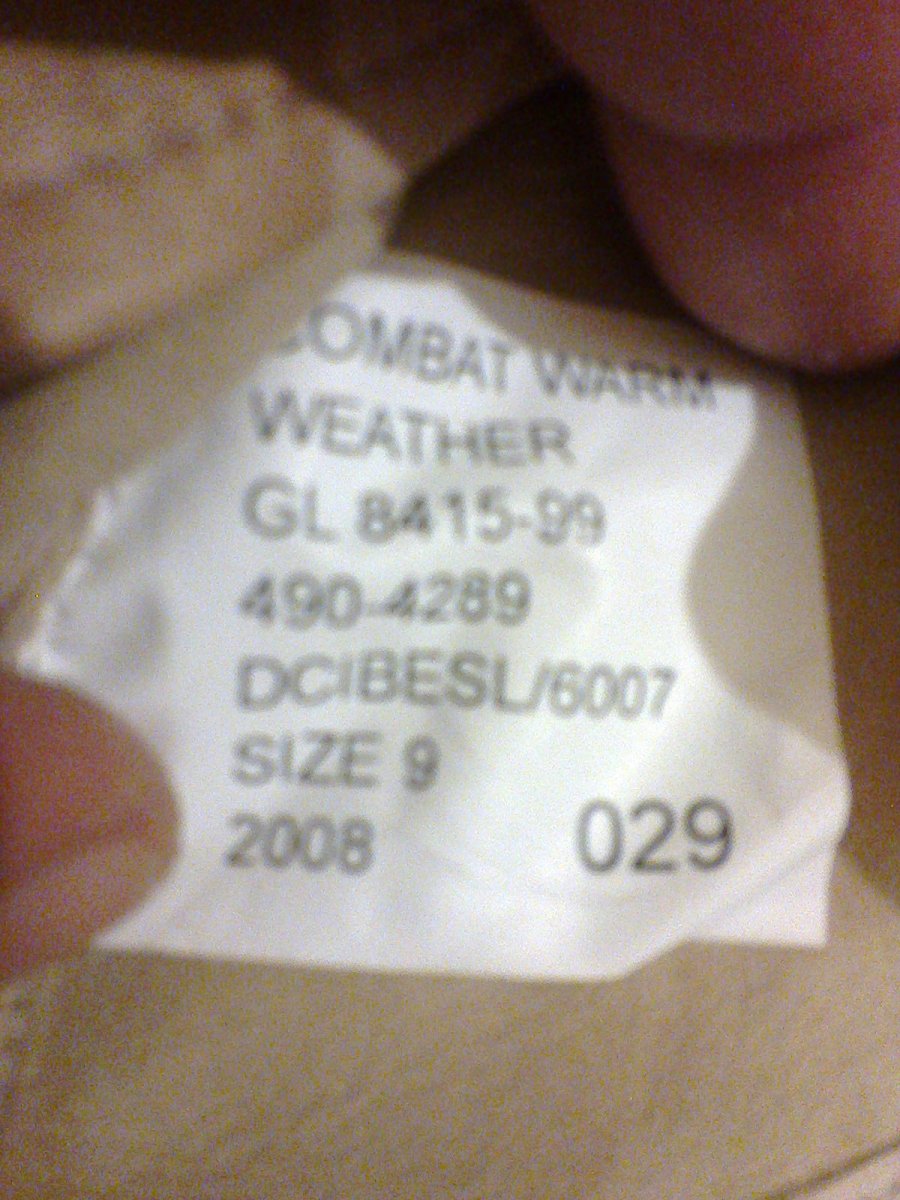 COMBAT WARM
WEATHER
GL 8415-99
490-4289
DCIBESL/6007
SIZE 9
2008 029